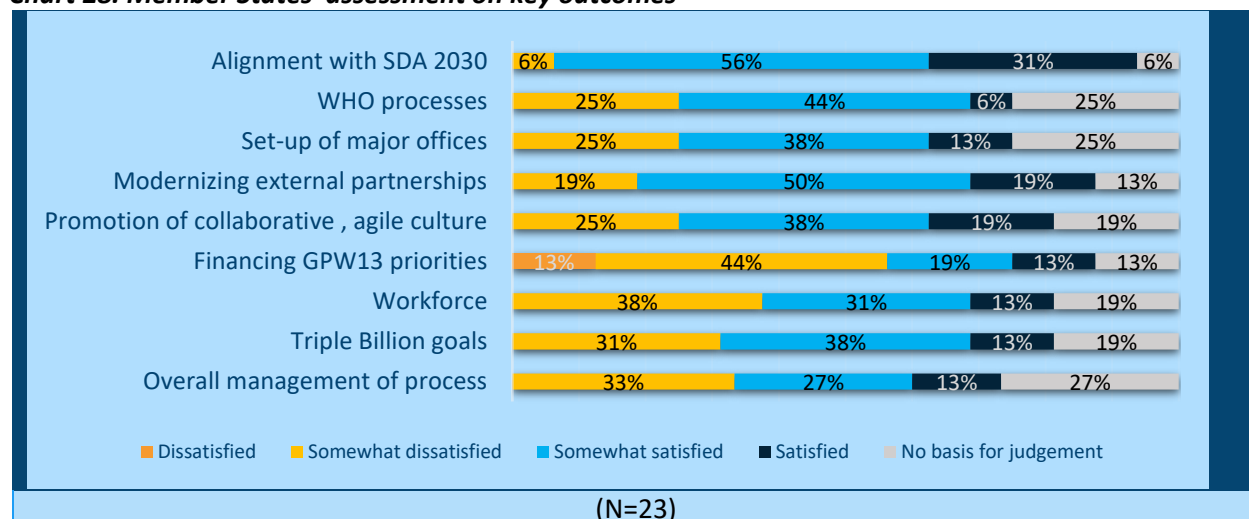 Alignment with SDA 2030 6% 56% 31% 6%
WHO processes 25% 44% 6% 25%
Set-up of major offices 25% 38% 13% 25%
Modernizing external partnerships 19% 50% 19% 13%
Promotion of collaborative , agile culture 25% 38% 19% 19%
Financing GPW13 priorities 13% 44% 19% 13% 13%
Workforce 38% 31% 13% 19%
Triple Billion goals 31% 38% 13% 19%
Overall management of process 33% 27% 13% 27%
Dissatisfied Somewhat dissatisfied Somewhat satisfied Satisfied No basis for judgement
(N=23)